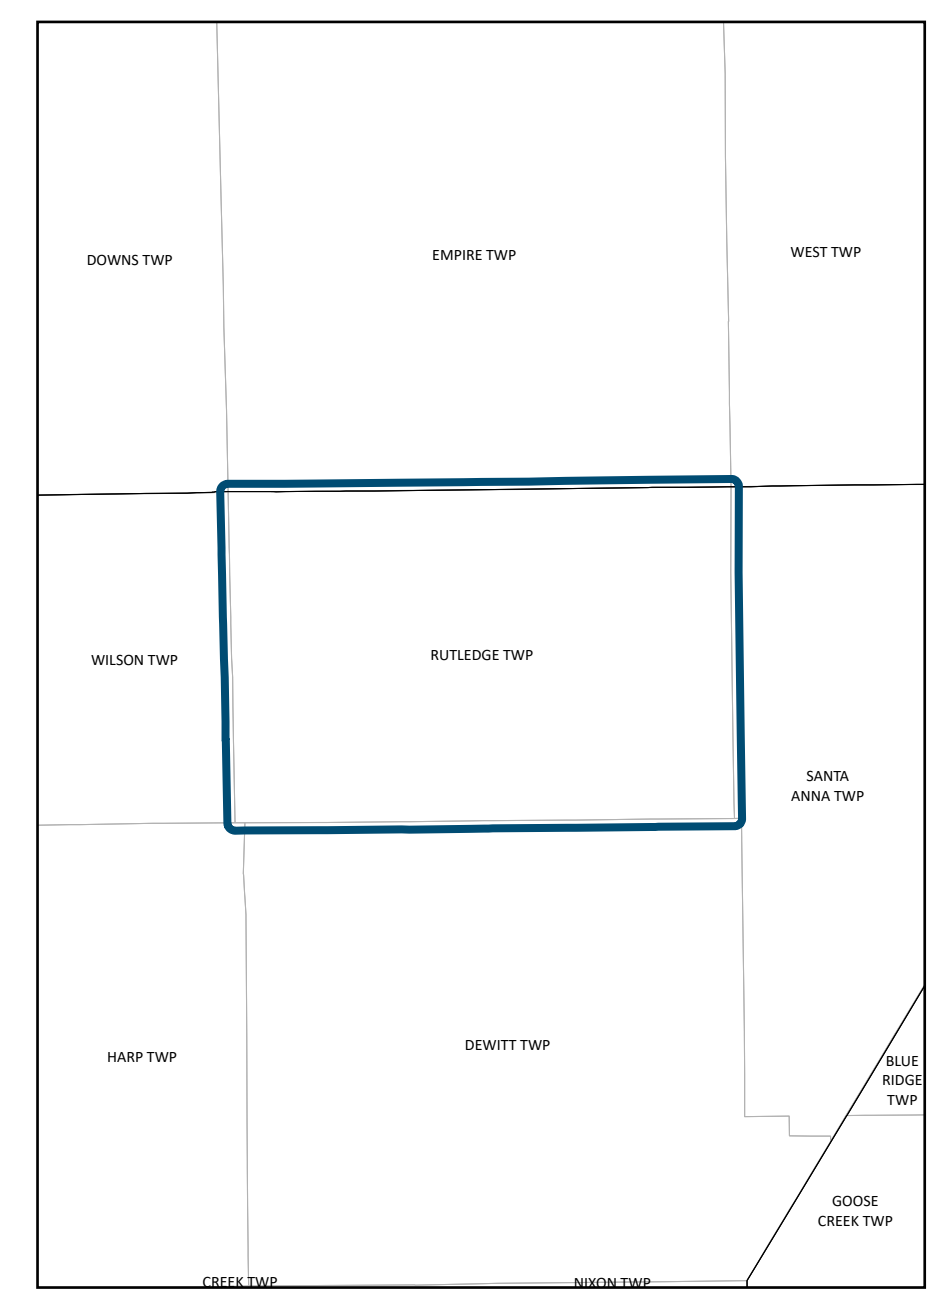 WEST TWP
EMPIRE TWP
DOWNS TWP
RUTLEDGE TWP
WILSON TWP
SANTA
ANNA TWP
DEWITT TWP
HARP TWP
BLUE
RIDGE
TWP
GOOSE
CREEK TWP
CREEK TWP
NIXON TWP